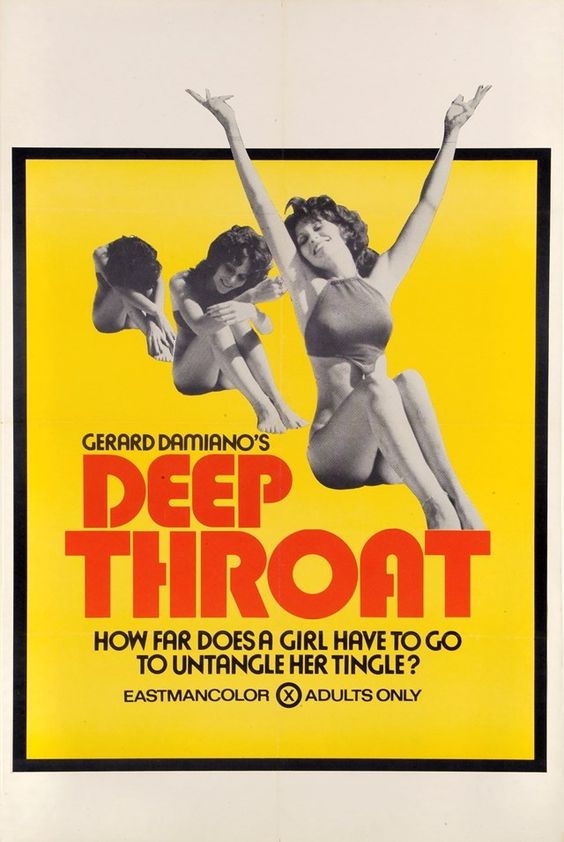 GERARD DAMIANO'S
DEEP
THROAT
HOW FAR DOES A GIRL HAVE TO GO
TO UNTANGLE HER TINGLE?
EASTMANCOLOR X ADULTS ONLY